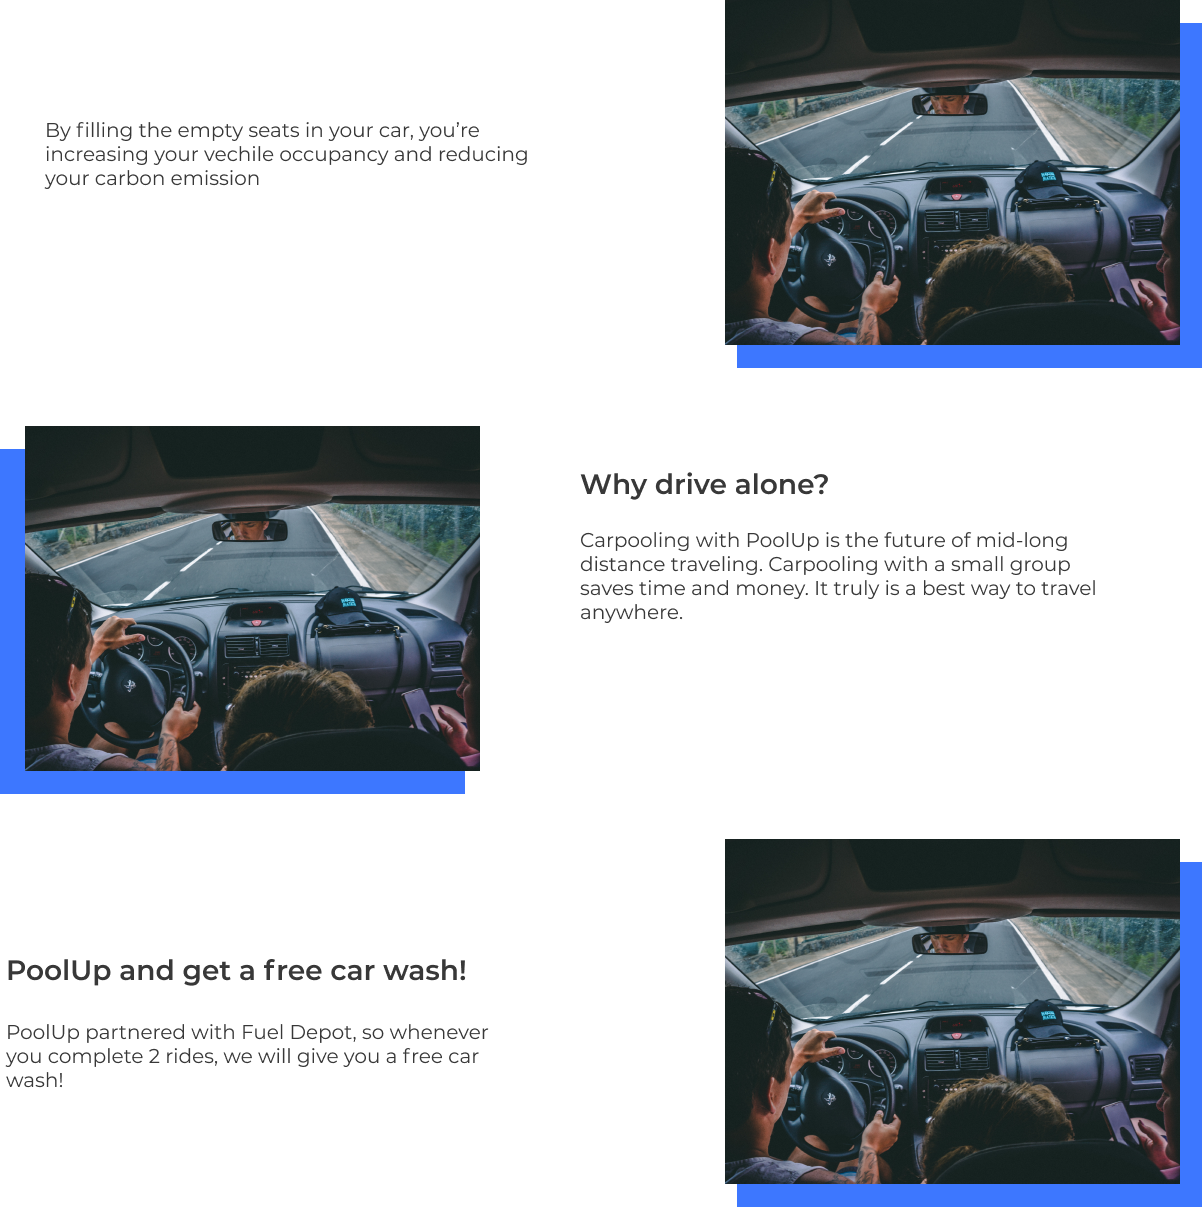 By filling the empty seats in your car, you’re
increasing your vechile occupancy and reducing
your carbon emission
Why drive alone?
Carpooling with PoolUp is the future of mid-long
distance traveling. Carpooling with a small group
saves time and money. It truly is a best way to travel
anywhere.
PoolUp and get a free car wash!
PoolUp partnered with Fuel Depot, so whenever
you complete 2 rides, we will give you a free car
wash!